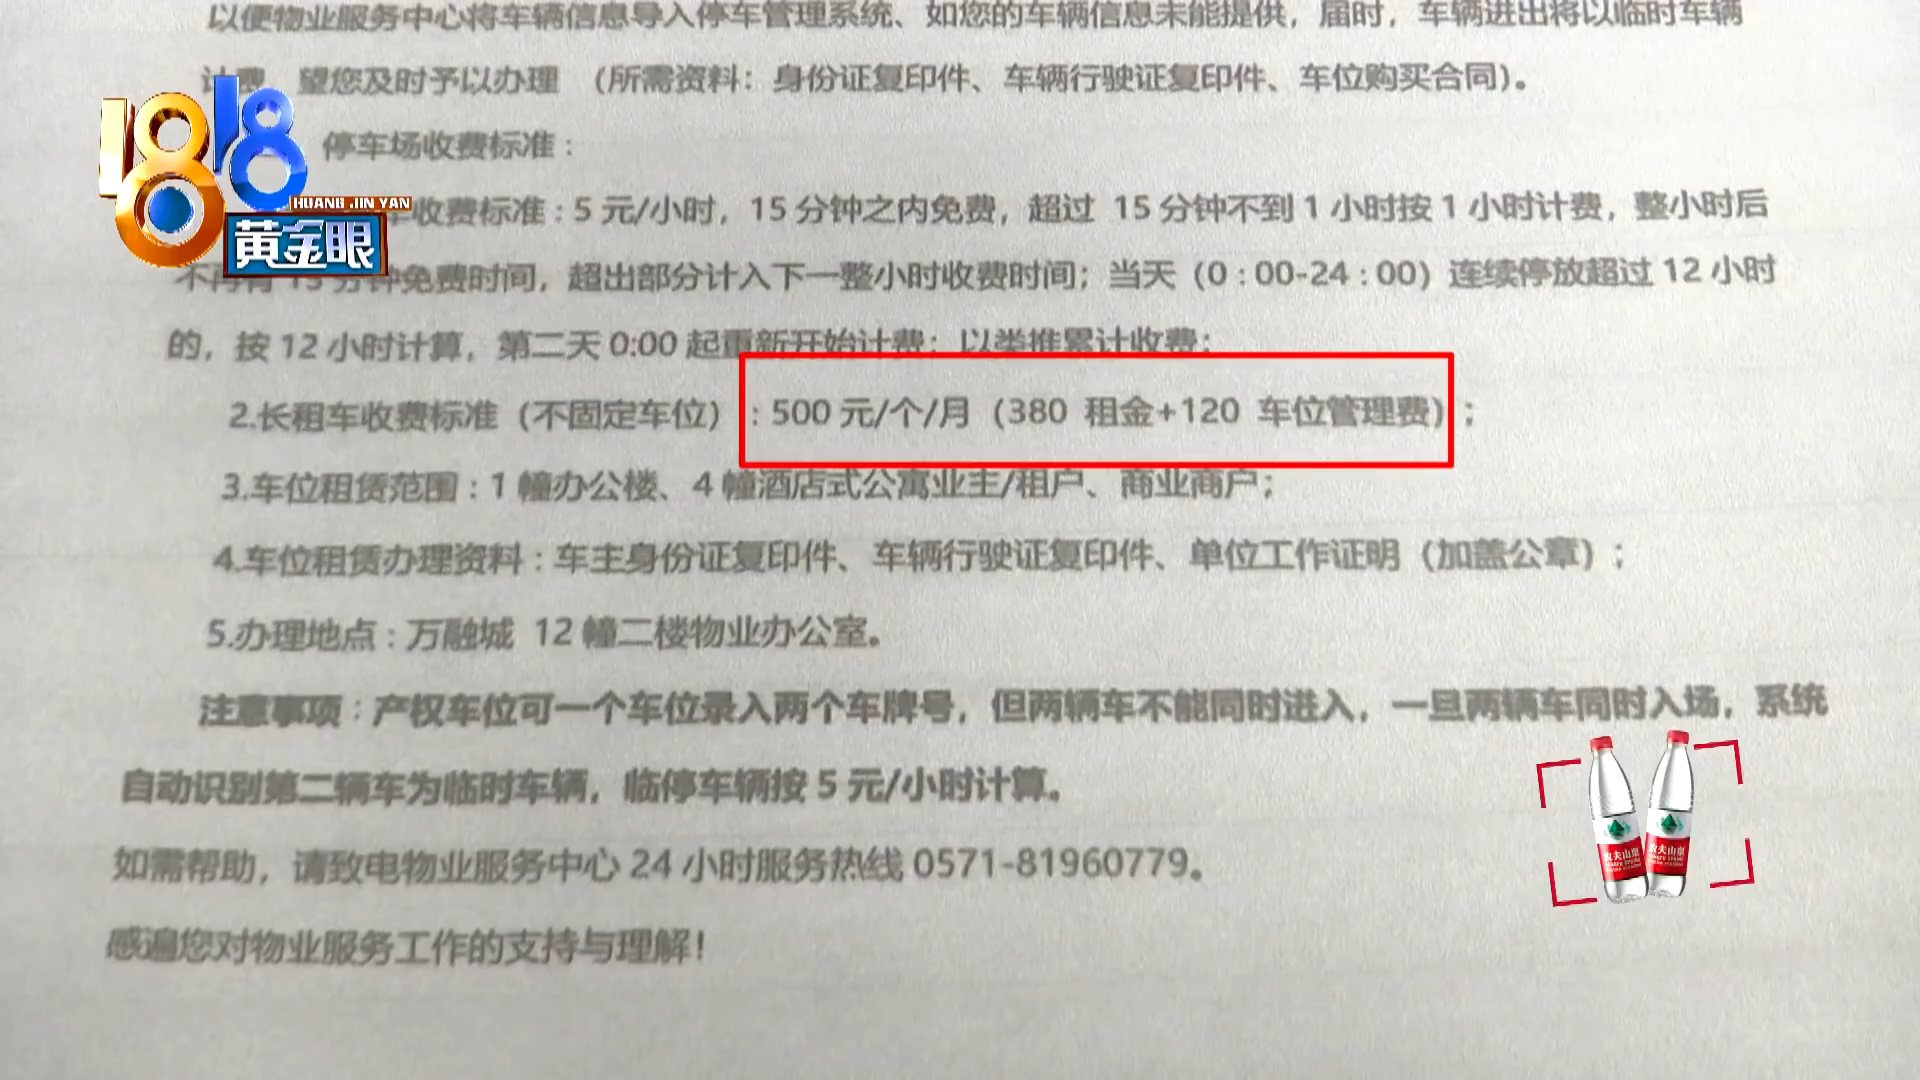 以便物业服务中心将车辆信息导入停车管理系统、如您的车辆信息未能提供，届时，车辆进出将以临时车辆
计费，望您及时予以办理 （所需资料：身份证复印件、车辆行驶证复印件、车位购买合同）。
停车场收费标准：
收费标准：5 元/小时，15 分钟之内免费，超过 15 分钟不到 1 小时按 1 小时计费，整小时后
不再有 15 分钟免费时间，超出部分计入下一整小时收费时间；当天（0：00-24：00）连续停放超过 12 小时
的，按 12 小时计算，第二天 0:00 起重新开始计费；以类推累计收费；
2.长租车收费标准（不固定车位）：500 元/个/月（380 租金+120 车位管理费）；
3.车位租赁范围：1 幢办公楼、4 幢酒店式公寓业主/租户、商业商户；
4.车位租赁办理资料：车主身份证复印件、车辆行驶证复印件、单位工作证明（加盖公章）；
5.办理地点：万融城 12 幢二楼物业办公室。
注意事项：产权车位可一个车位录入两个车牌号，但两辆车不能同时进入，一旦两辆车同时入场，系统
自动识别第二辆车为临时车辆，临停车辆按 5 元/小时计算。
如需帮助，请致电物业服务中心 24 小时服务热线 0571-81960779。
感谢您对物业服务工作的支持与理解！
1818
HUANG JIN YAN
黄金眼
农夫山泉
农夫山泉